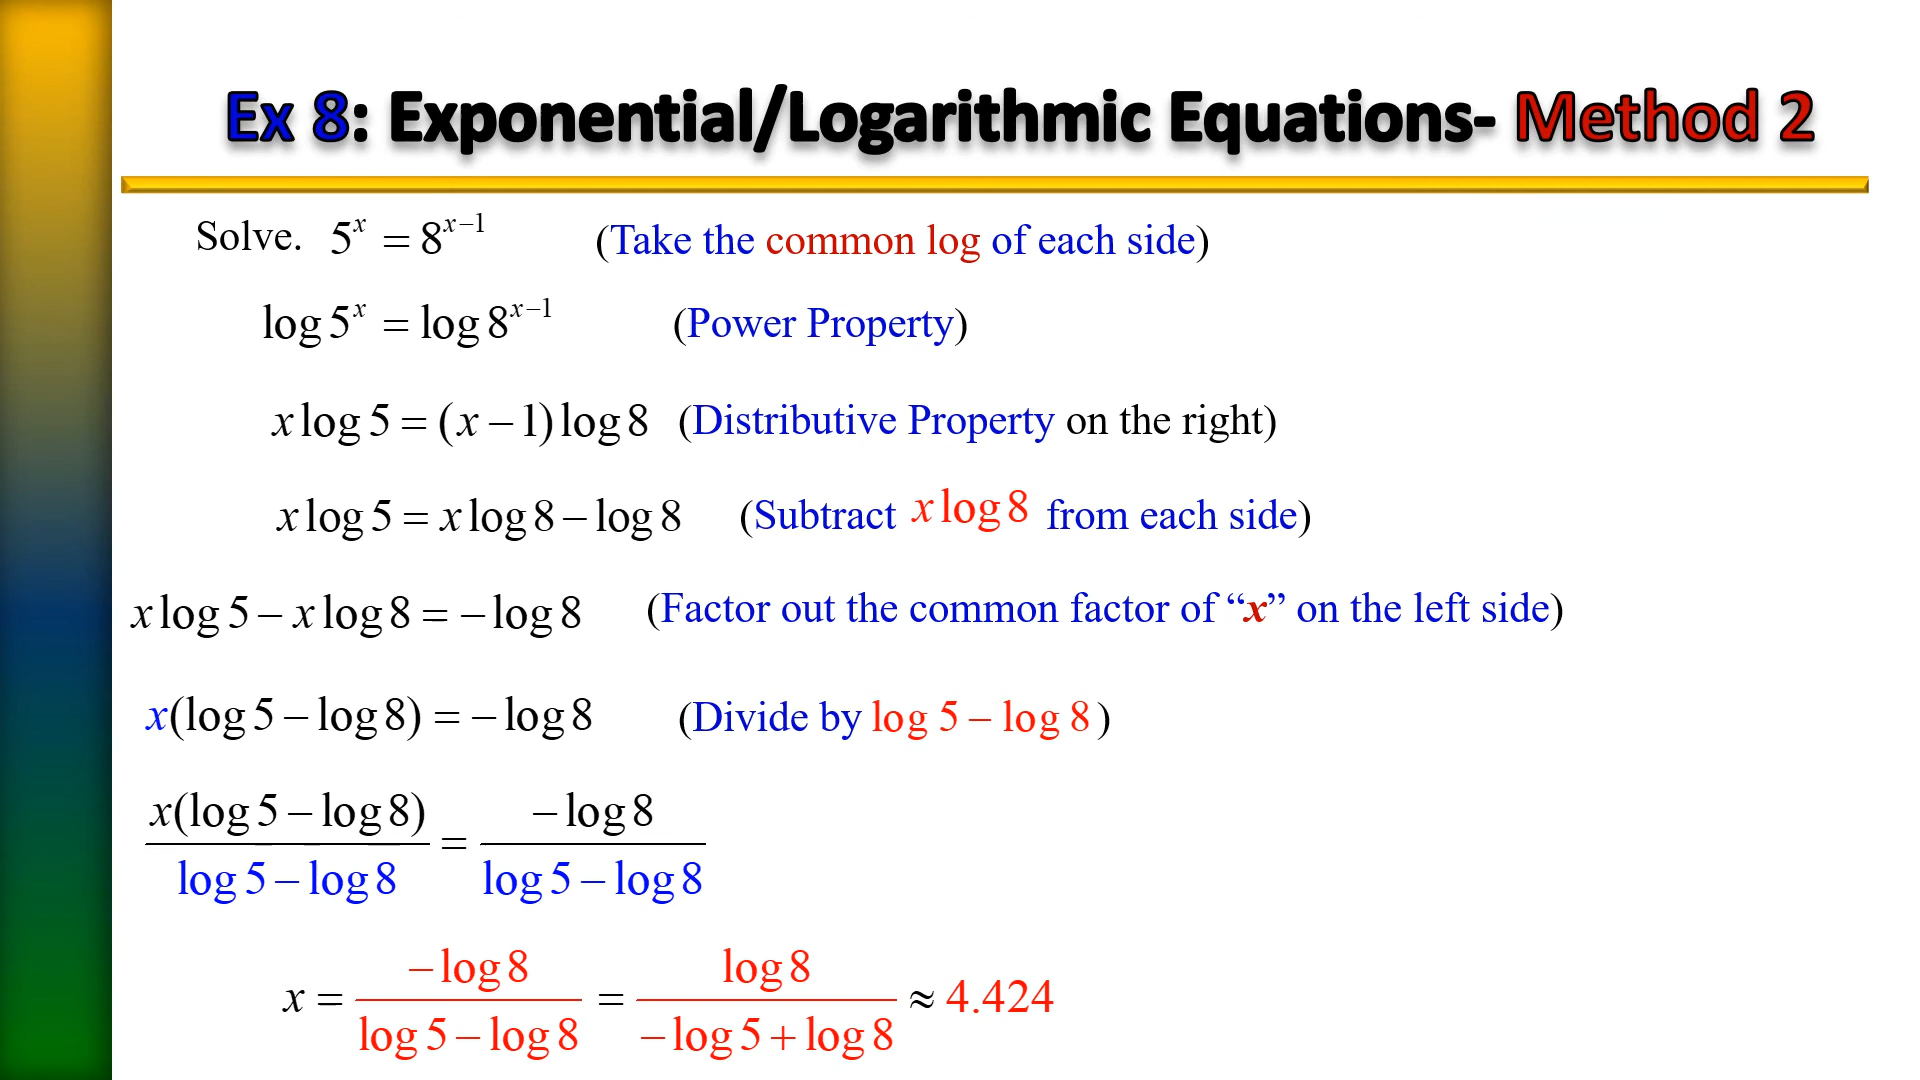 Ex 8: Exponential/Logarithmic Equations- Method 2
Solve. 5^x = 8^(x−1) (Take the common log of each side)
log 5^x = log 8^(x−1) (Power Property)
x log 5 = (x − 1) log 8 (Distributive Property on the right)
x log 5 = x log 8 − log 8 (Subtract x log 8 from each side)
x log 5 − x log 8 = − log 8 (Factor out the common factor of “x” on the left side)
x(log 5 − log 8) = − log 8 (Divide by log 5 – log 8 )
x(log 5 − log 8) / (log 5 − log 8) = − log 8 / (log 5 − log 8)
x = − log 8 / (log 5 − log 8) = log 8 / (− log 5 + log 8) ≈ 4.424